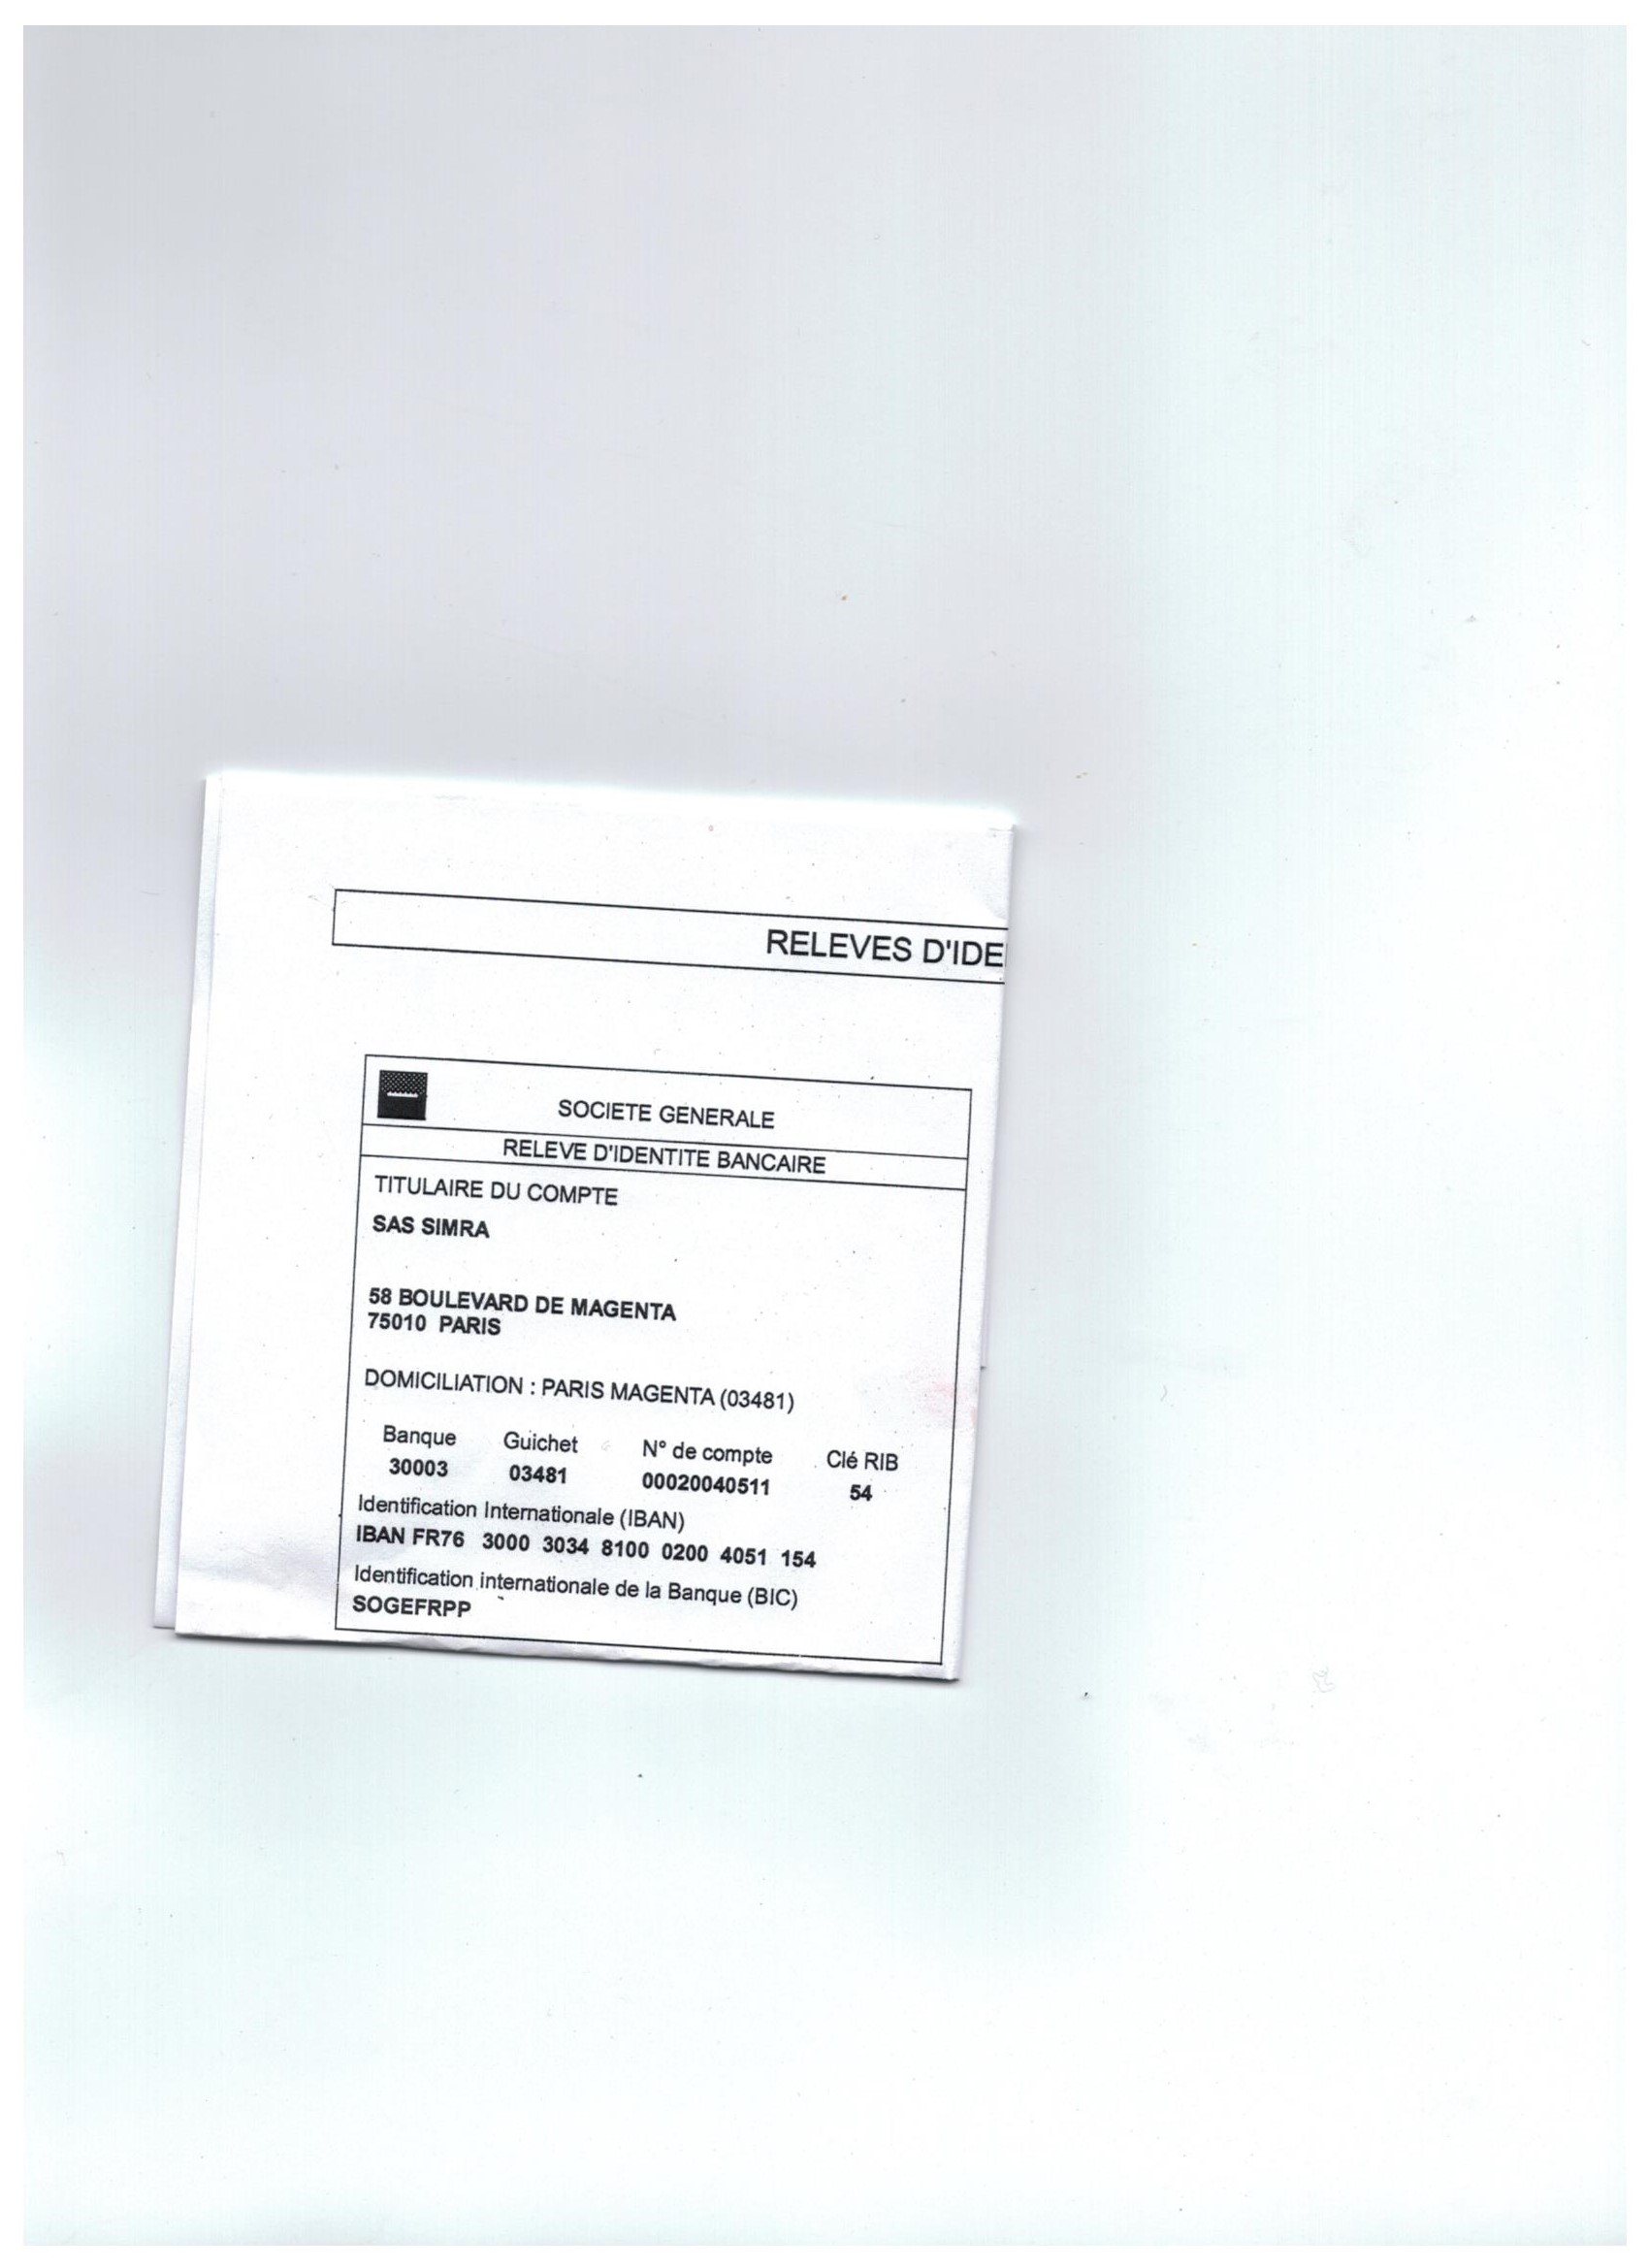 RELEVES D'IDE
SOCIETE GENERALE
RELEVE D'IDENTITE BANCAIRE
TITULAIRE DU COMPTE
SAS SIMRA
58 BOULEVARD DE MAGENTA
75010 PARIS
DOMICILIATION : PARIS MAGENTA (03481)
Banque Guichet N° de compte Clé RIB
30003 03481 00020040511 54
Identification Internationale (IBAN)
IBAN FR76 3000 3034 8100 0200 4051 154
Identification internationale de la Banque (BIC)
SOGEFRPP